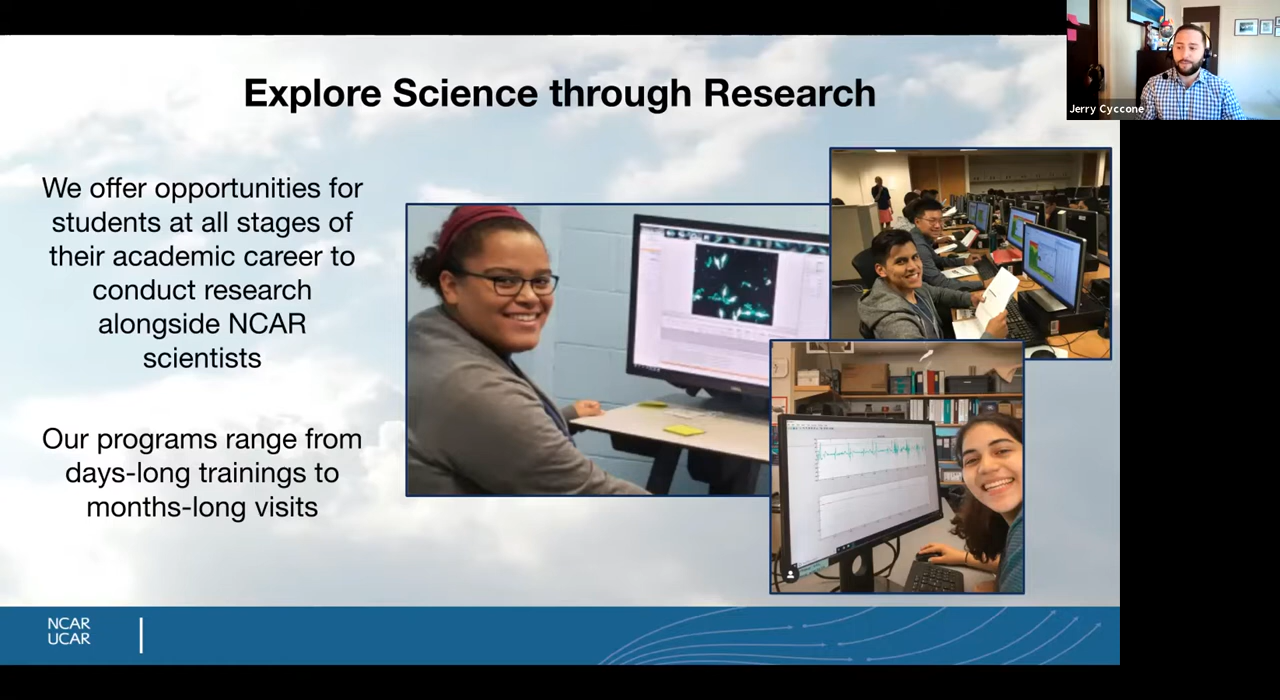 Explore Science through Research
Jerry Cyccone
We offer opportunities for
students at all stages of
their academic career to
conduct research
alongside NCAR
scientists
Our programs range from
days-long trainings to
months-long visits
NCAR
UCAR